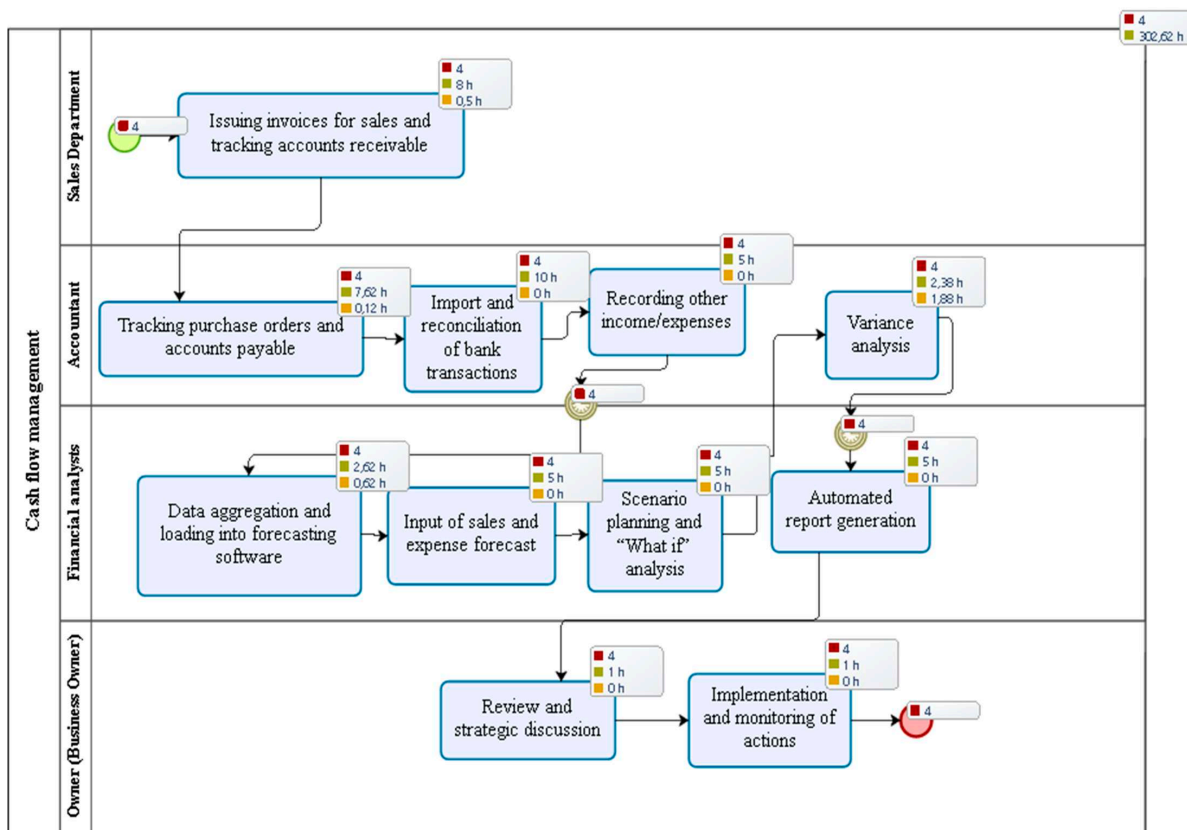 Cash flow management
4
302,62 h
Sales Department
4
Issuing invoices for sales and
tracking accounts receivable
4
8 h
0,5 h
Accountant
Tracking purchase orders and
accounts payable
4
7,62 h
0,12 h
Import and
reconciliation
of bank
transactions
4
10 h
0 h
Recording other
income/expenses
4
5 h
0 h
Variance
analysis
4
2,38 h
1,88 h
4
Financial analysts
4
Data aggregation and
loading into forecasting
software
4
2,62 h
0,62 h
Input of sales and
expense forecast
4
5 h
0 h
Scenario
planning and
“What if”
analysis
4
5 h
0 h
Automated
report generation
4
5 h
0 h
Owner (Business Owner)
Review and
strategic discussion
4
1 h
0 h
Implementation
and monitoring of
actions
4
1 h
0 h
4